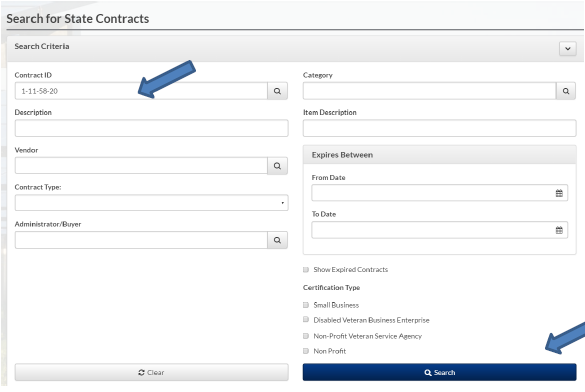 Search for State Contracts
Search Criteria
Contract ID
1-11-58-20
Description
Vendor
Contract Type:
Administrator/Buyer
Category
Item Description
Expires Between
From Date
To Date
Show Expired Contracts
Certification Type
Small Business
Disabled Veteran Business Enterprise
Non-Profit Veteran Service Agency
Non Profit
Clear
Search